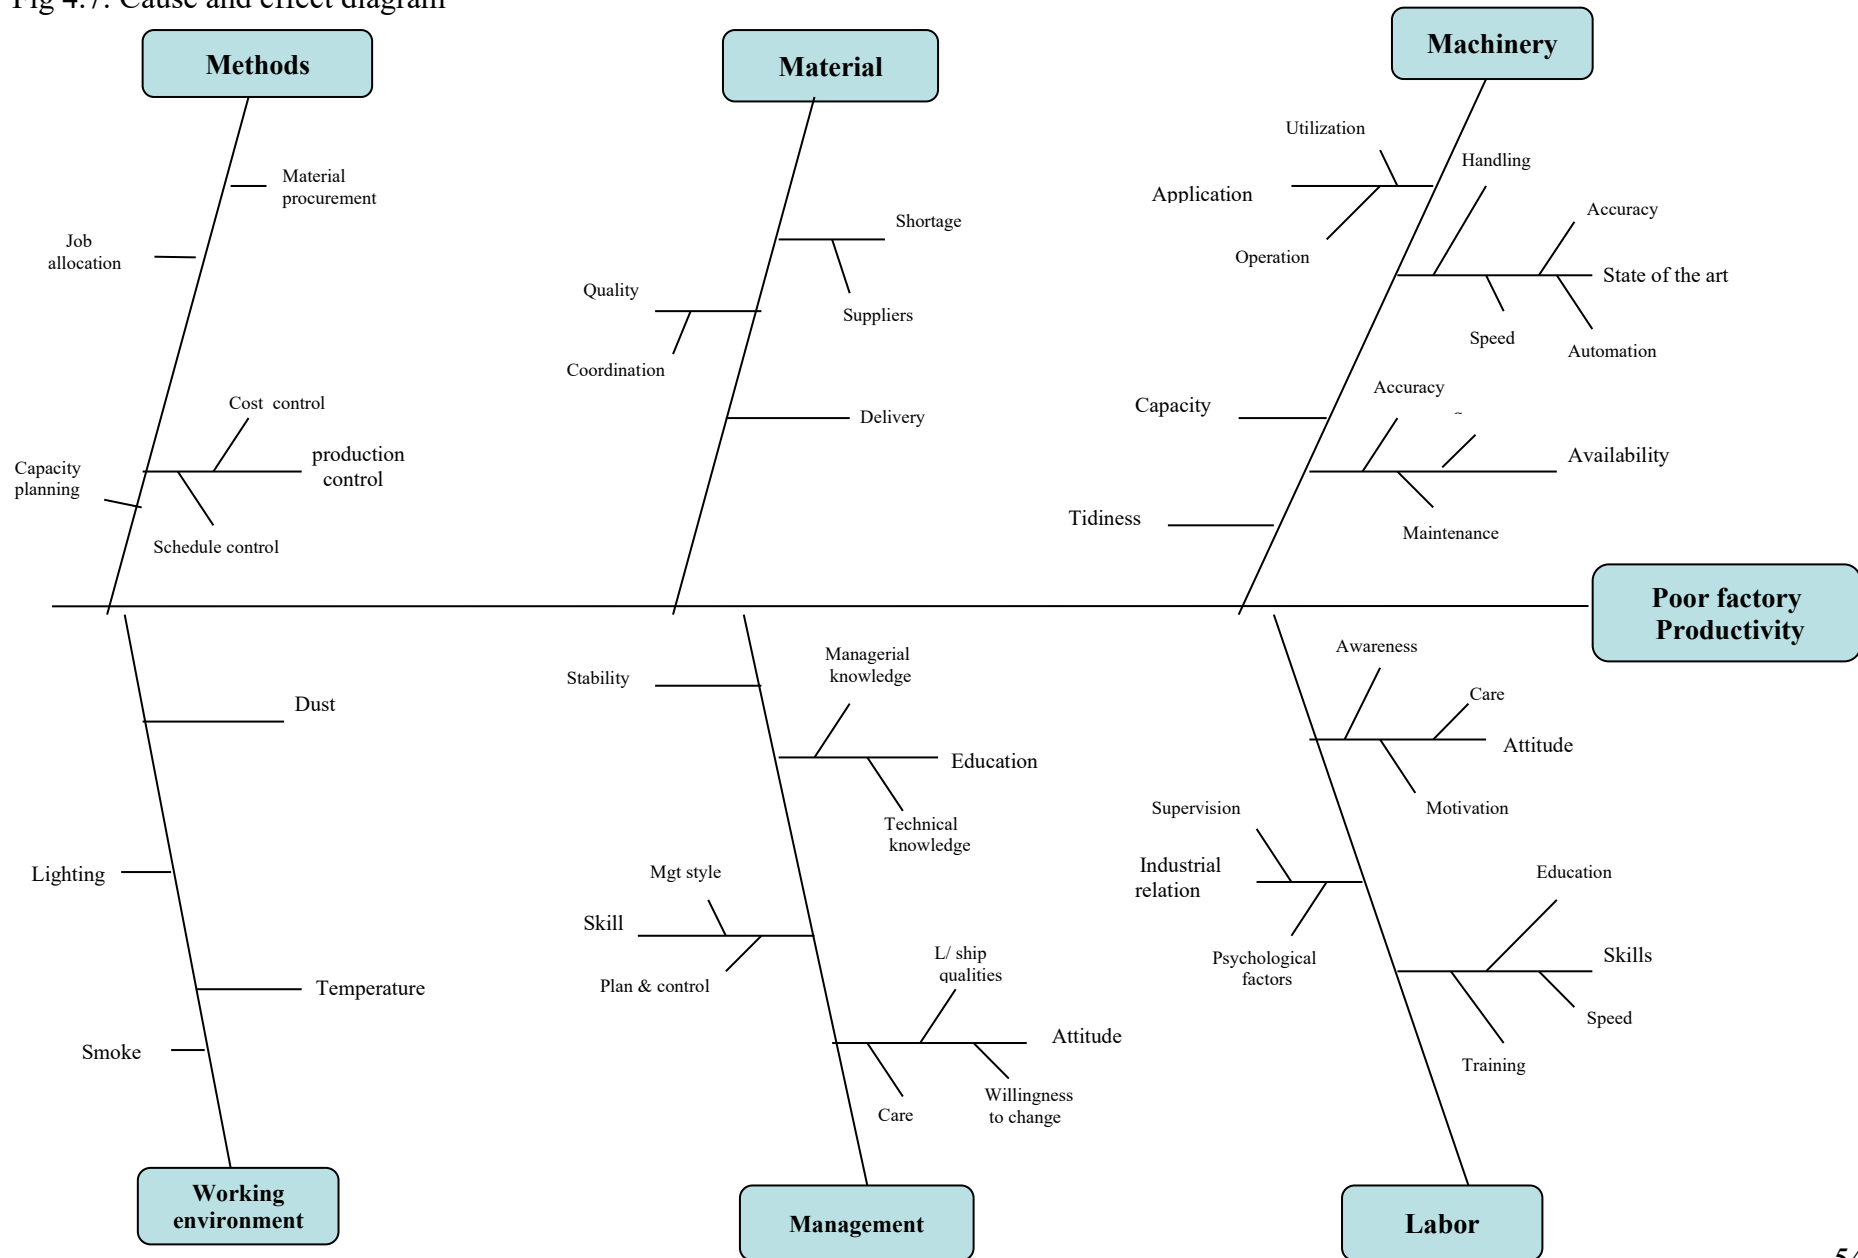 Fig 4.7. Cause and effect diagram
Methods
Material
Machinery
Material
procurement
Job
allocation
Cost control
production
control
Capacity
planning
Schedule control
Shortage
Quality
Suppliers
Coordination
Delivery
Utilization
Handling
Application
Accuracy
Operation
State of the art
Speed
Automation
Accuracy
Capacity
Availability
Tidiness
Maintenance
Poor factory
Productivity
Dust
Lighting
Temperature
Smoke
Working
environment
Managerial
knowledge
Stability
Education
Technical
knowledge
Mgt style
Skill
Plan & control
L/ ship
qualities
Attitude
Willingness
to change
Care
Management
Awareness
Care
Attitude
Motivation
Supervision
Industrial
relation
Psychological
factors
Education
Skills
Speed
Training
Labor